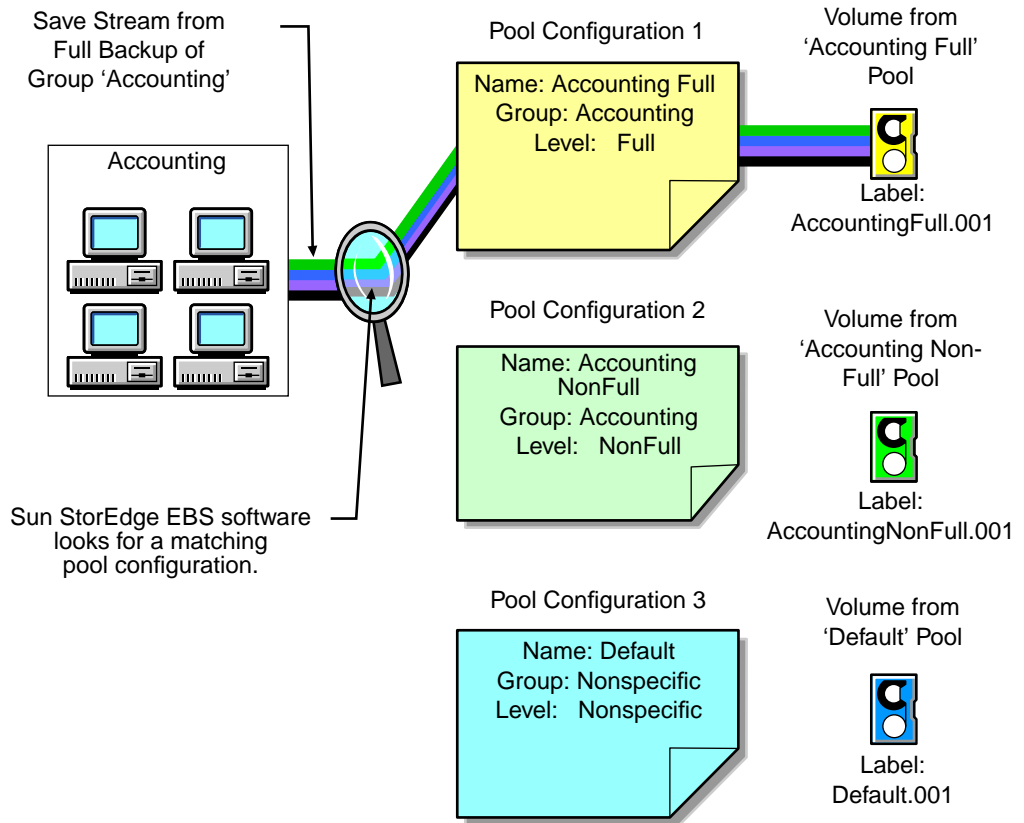 Save Stream from
Full Backup of
Group ‘Accounting’
Accounting
Sun StorEdge EBS software
looks for a matching
pool configuration.
Pool Configuration 1
Name: Accounting Full
Group: Accounting
Level: Full
Volume from
‘Accounting Full’
Pool
Label:
AccountingFull.001
Pool Configuration 2
Name: Accounting
NonFull
Group: Accounting
Level: NonFull
Volume from
‘Accounting Non-
Full’ Pool
Label:
AccountingNonFull.001
Pool Configuration 3
Name: Default
Group: Nonspecific
Level: Nonspecific
Volume from
‘Default’ Pool
Label:
Default.001